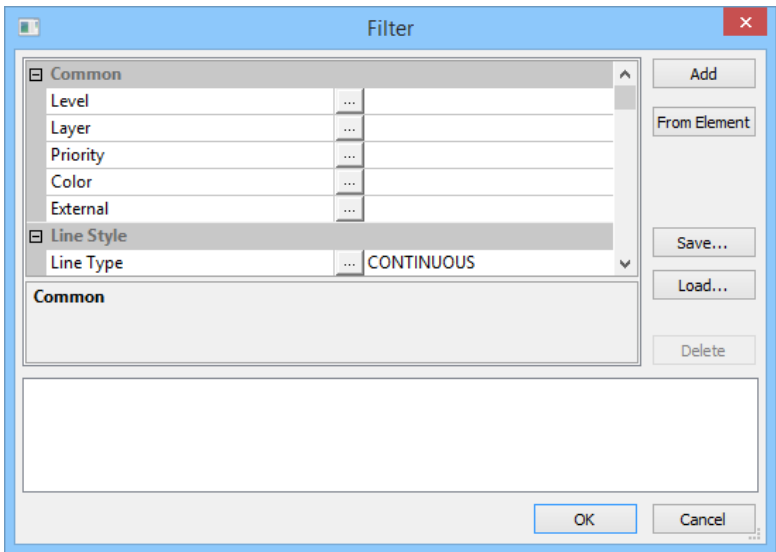 Filter
Common
Level ...
Layer ...
Priority ...
Color ...
External ...
Line Style
Line Type ... CONTINUOUS
Common
Add
From Element
Save...
Load...
Delete
OK Cancel